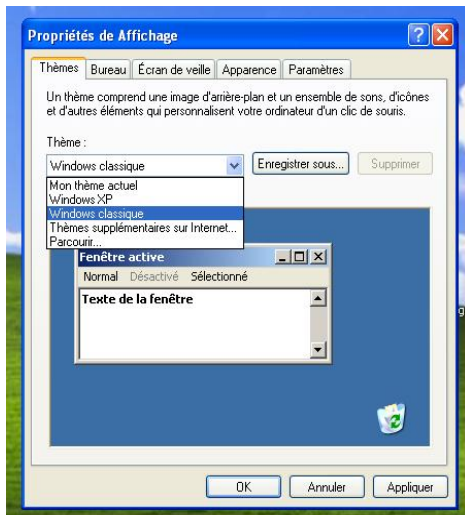 Propriétés de Affichage
Thèmes Bureau Écran de veille Apparence Paramètres
Un thème comprend une image d'arrière-plan et un ensemble de sons, d'icônes
et d'autres éléments qui personnalisent votre ordinateur d'un clic de souris.
Thème :
Windows classique Enregistrer sous... Supprimer
Mon thème actuel
Windows XP
Windows classique
Thèmes supplémentaires sur Internet...
Parcourir...
Fenêtre active
Normal Désactivé Sélectionné
Texte de la fenêtre
OK Annuler Appliquer